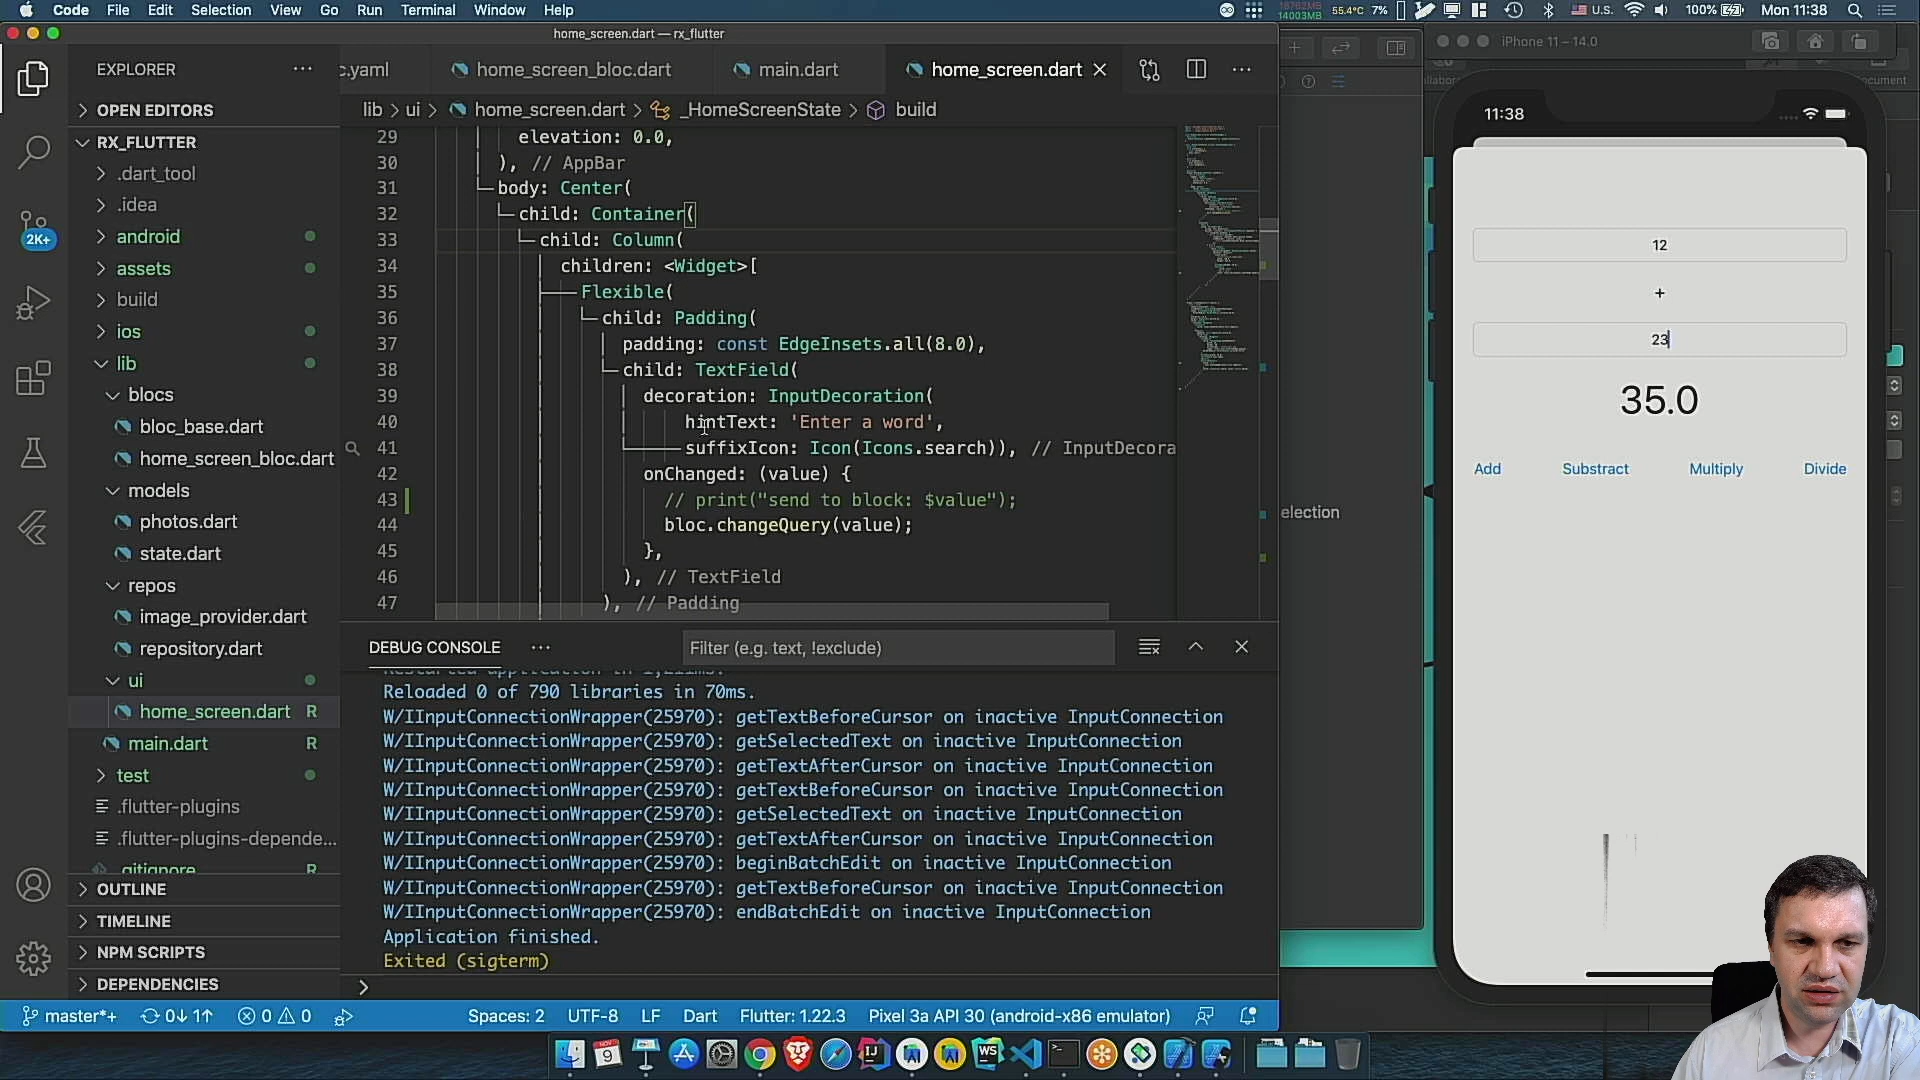 Code File Edit Selection View Go Run Terminal Window Help
14003MB 55.4°C 7% U.S. 100% Mon 11:38
home_screen.dart — rx_flutter
EXPLORER
OPEN EDITORS
RX_FLUTTER
.dart_tool
.idea
android
assets
build
ios
lib
blocs
bloc_base.dart
home_screen_bloc.dart
models
photos.dart
state.dart
repos
image_provider.dart
repository.dart
ui
home_screen.dart R
main.dart R
test
.flutter-plugins
.flutter-plugins-depende...
.gitignore R
OUTLINE
TIMELINE
NPM SCRIPTS
DEPENDENCIES
2K+
c.yaml home_screen_bloc.dart main.dart home_screen.dart
lib > ui > home_screen.dart > _HomeScreenState > build
29 elevation: 0.0,
30 ), // AppBar
31 body: Center(
32 child: Container(
33 child: Column(
34 children: <Widget>[
35 Flexible(
36 child: Padding(
37 padding: const EdgeInsets.all(8.0),
38 child: TextField(
39 decoration: InputDecoration(
40 hintText: 'Enter a word',
41 suffixIcon: Icon(Icons.search)), // InputDecora
42 onChanged: (value) {
43 // print("send to block: $value");
44 bloc.changeQuery(value);
45 },
46 ), // TextField
47 ), // Padding
DEBUG CONSOLE
Filter (e.g. text, !exclude)
Reloaded 0 of 790 libraries in 70ms.
W/IInputConnectionWrapper(25970): getTextBeforeCursor on inactive InputConnection
W/IInputConnectionWrapper(25970): getSelectedText on inactive InputConnection
W/IInputConnectionWrapper(25970): getTextAfterCursor on inactive InputConnection
W/IInputConnectionWrapper(25970): getTextBeforeCursor on inactive InputConnection
W/IInputConnectionWrapper(25970): getSelectedText on inactive InputConnection
W/IInputConnectionWrapper(25970): getTextAfterCursor on inactive InputConnection
W/IInputConnectionWrapper(25970): beginBatchEdit on inactive InputConnection
W/IInputConnectionWrapper(25970): getTextBeforeCursor on inactive InputConnection
W/IInputConnectionWrapper(25970): endBatchEdit on inactive InputConnection
Application finished.
Exited (sigterm)
master*+ 0↓ 1↑ 0 0 Spaces: 2 UTF-8 LF Dart Flutter: 1.22.3 Pixel 3a API 30 (android-x86 emulator)
election
iPhone 11 – 14.0
11:38
12
+
23
35.0
Add Substract Multiply Divide
NOV
9
WS